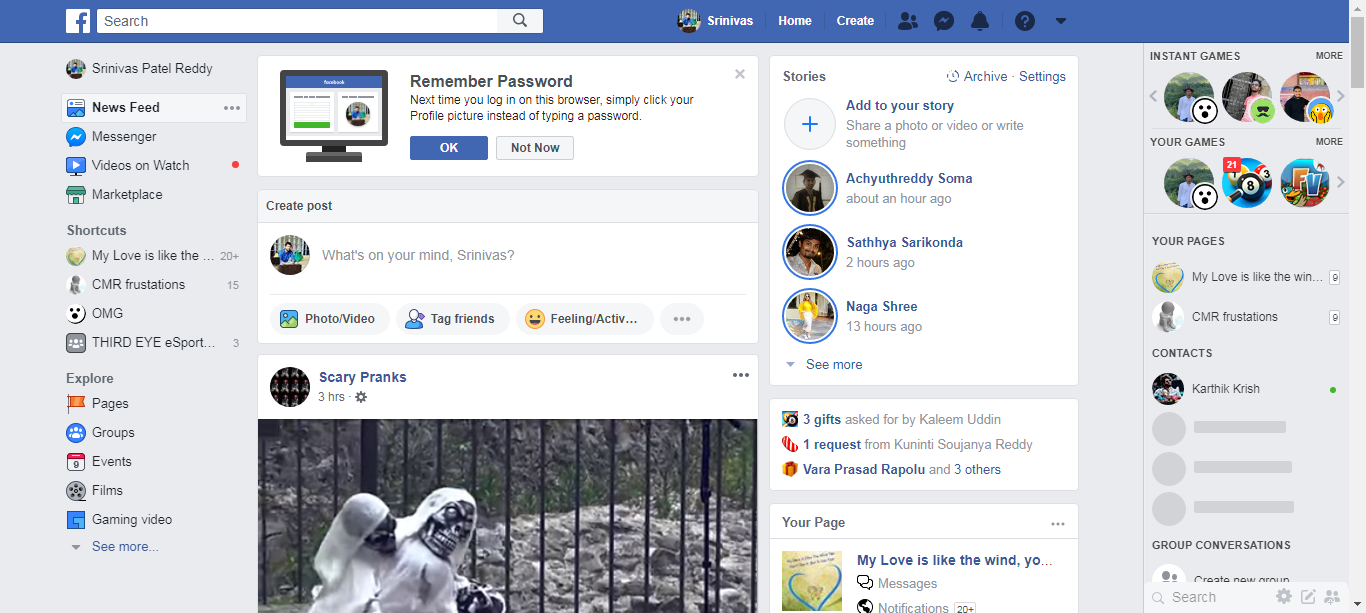 Search
Srinivas
Home
Create
Srinivas Patel Reddy
News Feed
Messenger
Videos on Watch
Marketplace
Shortcuts
My Love is like the ... 20+
CMR frustations 15
OMG
THIRD EYE eSport... 3
Explore
Pages
Groups
Events
Films
Gaming video
See more...
facebook
Remember Password
Next time you log in on this browser, simply click your
Profile picture instead of typing a password.
OK
Not Now
Create post
What's on your mind, Srinivas?
Photo/Video
Tag friends
Feeling/Activ...
Scary Pranks
3 hrs ·
Stories
Archive · Settings
Add to your story
Share a photo or video or write
something
Achyuthreddy Soma
about an hour ago
Sathhya Sarikonda
2 hours ago
Naga Shree
13 hours ago
See more
3 gifts asked for by Kaleem Uddin
1 request from Kuninti Soujanya Reddy
Vara Prasad Rapolu and 3 others
Your Page
My Love is like the wind, yo...
Messages
Notifications 20+
INSTANT GAMES MORE
YOUR GAMES MORE
21
8
3
FV
YOUR PAGES
My Love is like the win... 9
CMR frustations 9
CONTACTS
Karthik Krish
GROUP CONVERSATIONS
Create new group
Search